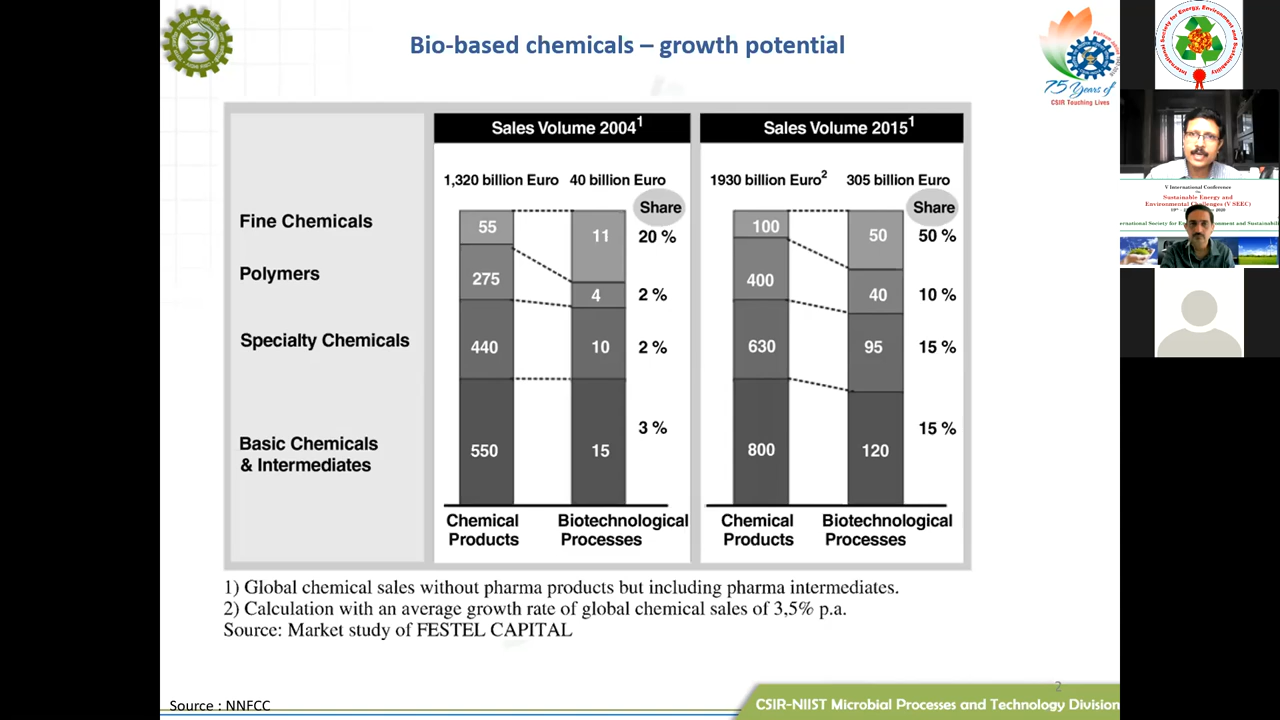 Bio-based chemicals – growth potential
75 Years of
CSIR Touching Lives
Sales Volume 2004¹
Sales Volume 2015¹
1,320 billion Euro
40 billion Euro
1930 billion Euro²
305 billion Euro
Share
Share
Fine Chemicals
55
11
20 %
100
50
50 %
Polymers
275
4
2 %
400
40
10 %
Specialty Chemicals
440
10
2 %
630
95
15 %
Basic Chemicals
& Intermediates
550
15
3 %
800
120
15 %
Chemical
Products
Biotechnological
Processes
Chemical
Products
Biotechnological
Processes
1) Global chemical sales without pharma products but including pharma intermediates.
2) Calculation with an average growth rate of global chemical sales of 3,5% p.a.
Source: Market study of FESTEL CAPITAL
2
Source : NNFCC
CSIR-NIIST Microbial Processes and Technology Division
International Society for Energy, Environment and Sustainability
V International Conference
Sustainable Energy and
Environmental Challenges (V SEEC)